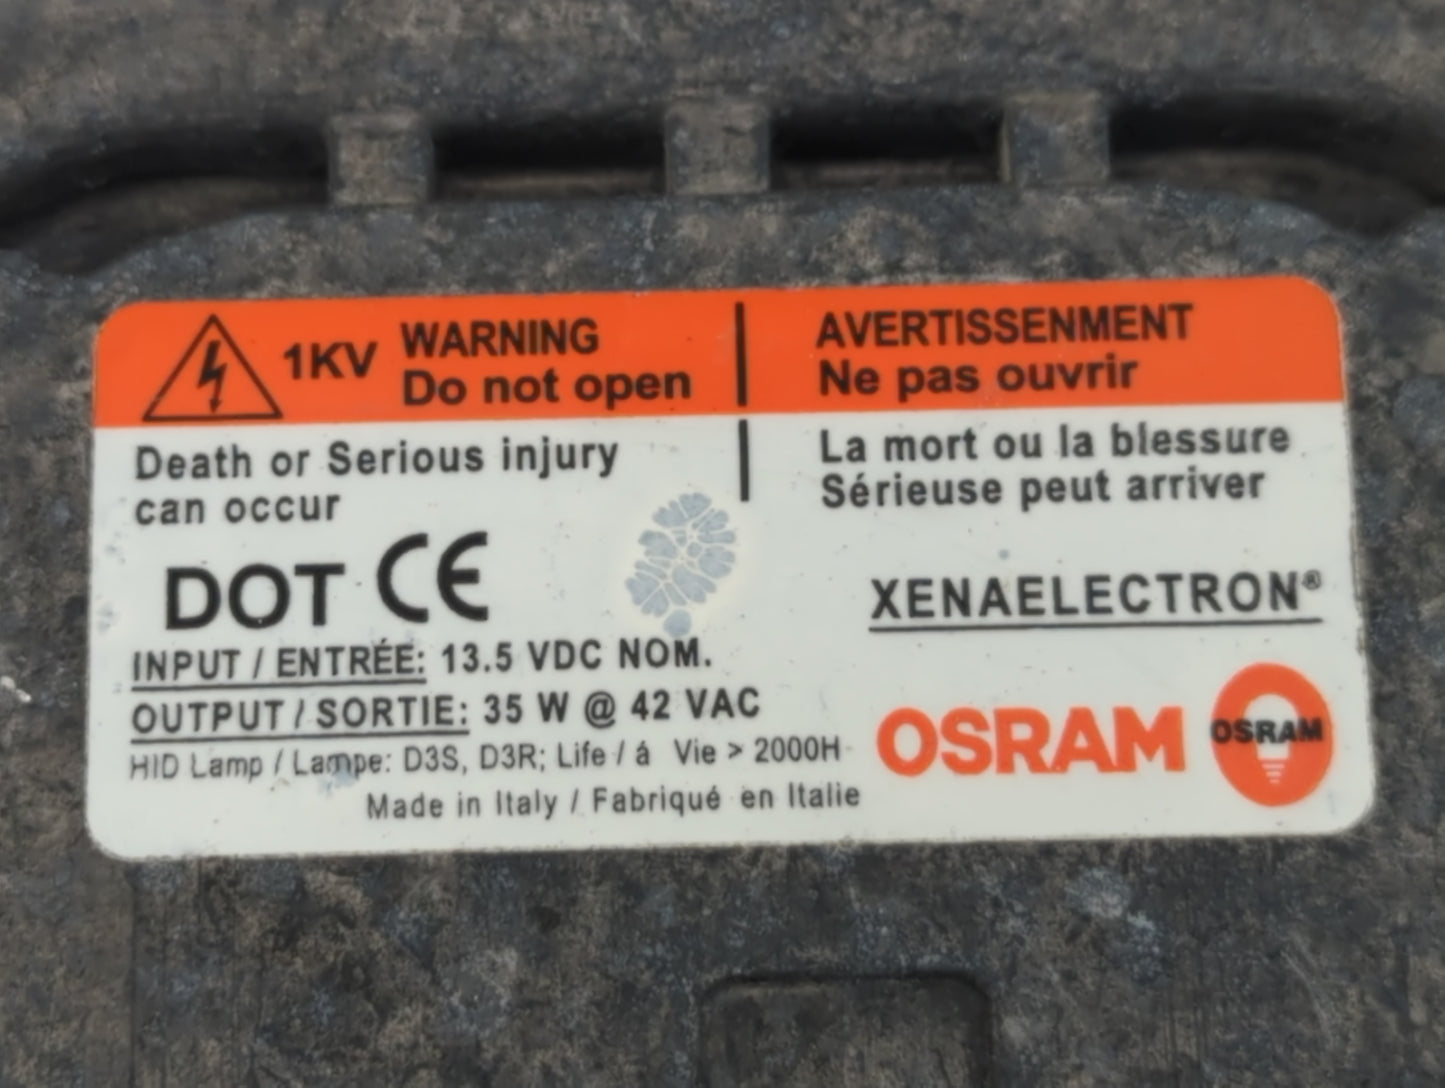 1KV
WARNING
Do not open
AVERTISSENMENT
Ne pas ouvrir
Death or Serious injury
can occur
La mort ou la blessure
Sérieuse peut arriver
DOT CE
XENAELECTRON®
INPUT / ENTRÉE: 13.5 VDC NOM.
OUTPUT / SORTIE: 35 W @ 42 VAC
HID Lamp / Lampe: D3S, D3R; Life / á Vie > 2000H
Made in Italy / Fabriqué en Italie
OSRAM
OSRAM